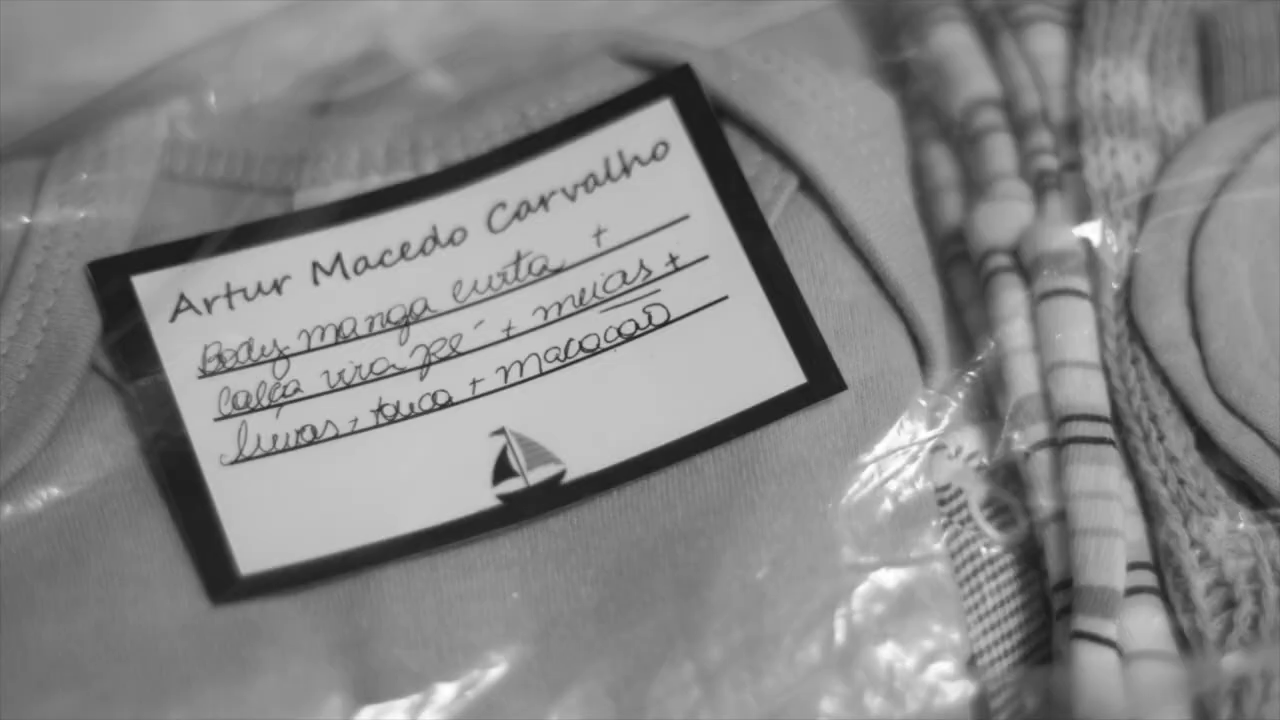 Artur Macedo Carvalho
Body manga curta +
calça vira pé + meias +
luvas + touca + macacão